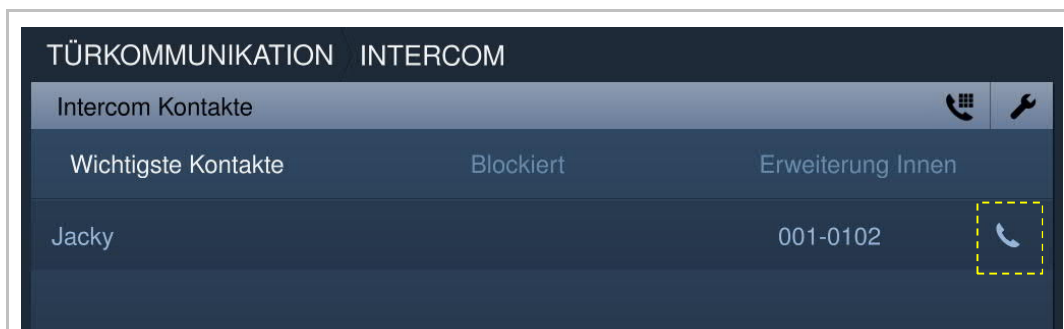 TÜRKOMMUNIKATION INTERCOM
Intercom Kontakte
Wichtigste Kontakte Blockiert Erweiterung Innen
Jacky 001-0102